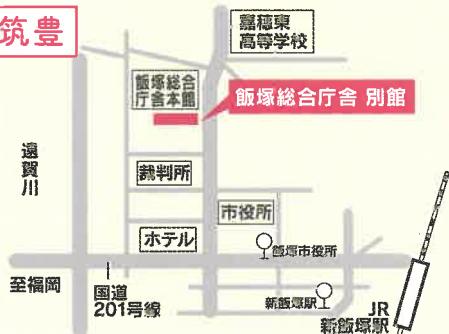 筑豊
嘉穂東
高等学校
飯塚総合
庁舎本館
飯塚総合庁舎 別館
遠賀川
裁判所
市役所
ホテル
飯塚市役所
至福岡
国道
201号線
新飯塚駅
JR
新飯塚駅